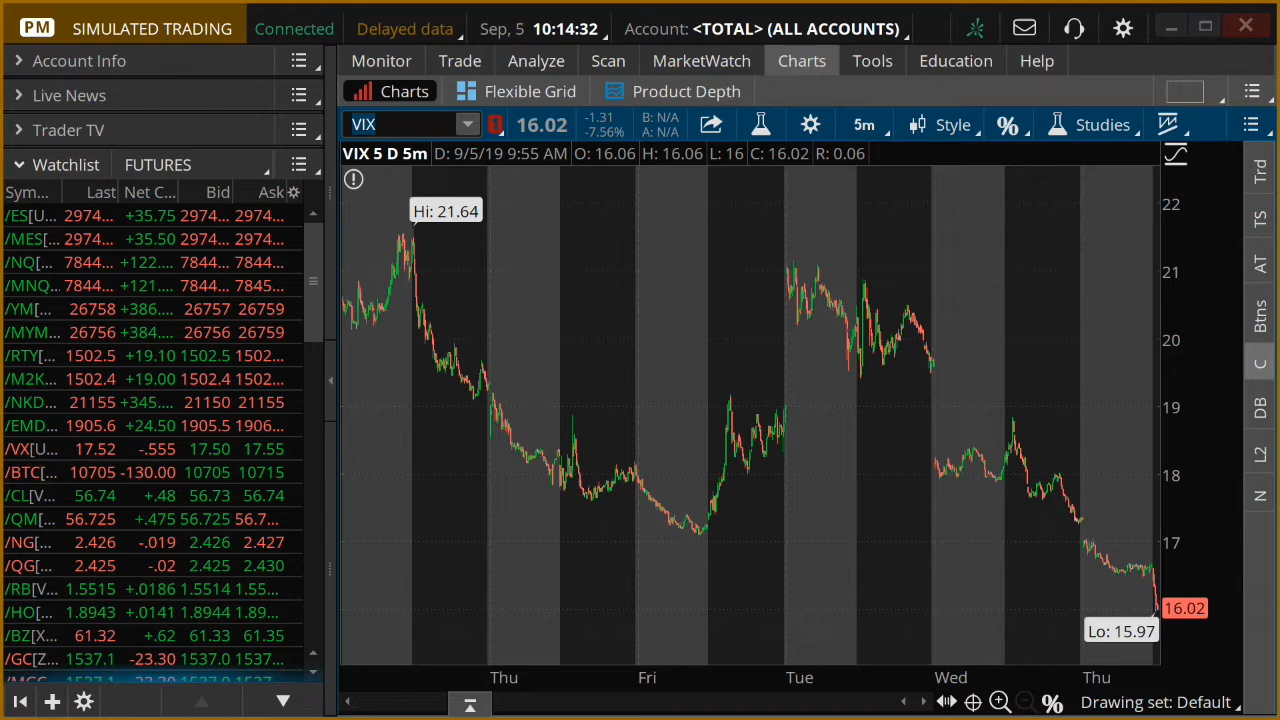 PM SIMULATED TRADING Connected Delayed data Sep, 5 10:14:32 Account: <TOTAL> (ALL ACCOUNTS)
Account Info
Live News
Trader TV
Watchlist FUTURES
Sym... Last Net C... Bid Ask
/ES[U... 2974... +35.75 2974... 2974...
/MES[... 2974... +35.50 2974... 2974...
/NQ[... 7844... +122.... 7844... 7844...
/MNQ... 7844... +121.... 7844... 7845...
/YM[... 26758 +386.... 26757 26759
/MYM... 26756 +384.... 26756 26759
/RTY[... 1502.5 +19.10 1502.5 1502...
/M2K... 1502.4 +19.00 1502.4 1502...
/NKD... 21155 +345.... 21150 21155
/EMD... 1905.6 +24.50 1905.5 1906...
/VX[U... 17.52 -.555 17.50 17.55
/BTC[... 10705 -130.00 10705 10715
/CL[V... 56.74 +.48 56.73 56.74
/QM[... 56.725 +.475 56.725 56.7...
/NG[... 2.426 -.019 2.426 2.427
/QG[... 2.425 -.02 2.425 2.430
/RB[V... 1.5515 +.0186 1.5514 1.55...
/HO[... 1.8943 +.0141 1.8944 1.89...
/BZ[X... 61.32 +.62 61.33 61.35
/GC[Z... 1537.1 -23.30 1537.0 1537...
Monitor Trade Analyze Scan MarketWatch Charts Tools Education Help
Charts Flexible Grid Product Depth
VIX 1 16.02 -1.31 -7.56% B: N/A A: N/A 5m Style % Studies
VIX 5 D 5m D: 9/5/19 9:55 AM O: 16.06 H: 16.06 L: 16 C: 16.02 R: 0.06
Hi: 21.64
22
21
20
19
18
17
16.02
Lo: 15.97
Thu Fri Tue Wed Thu
% Drawing set: Default
Trd
TS
AT
Btns
C
DB
L2
N